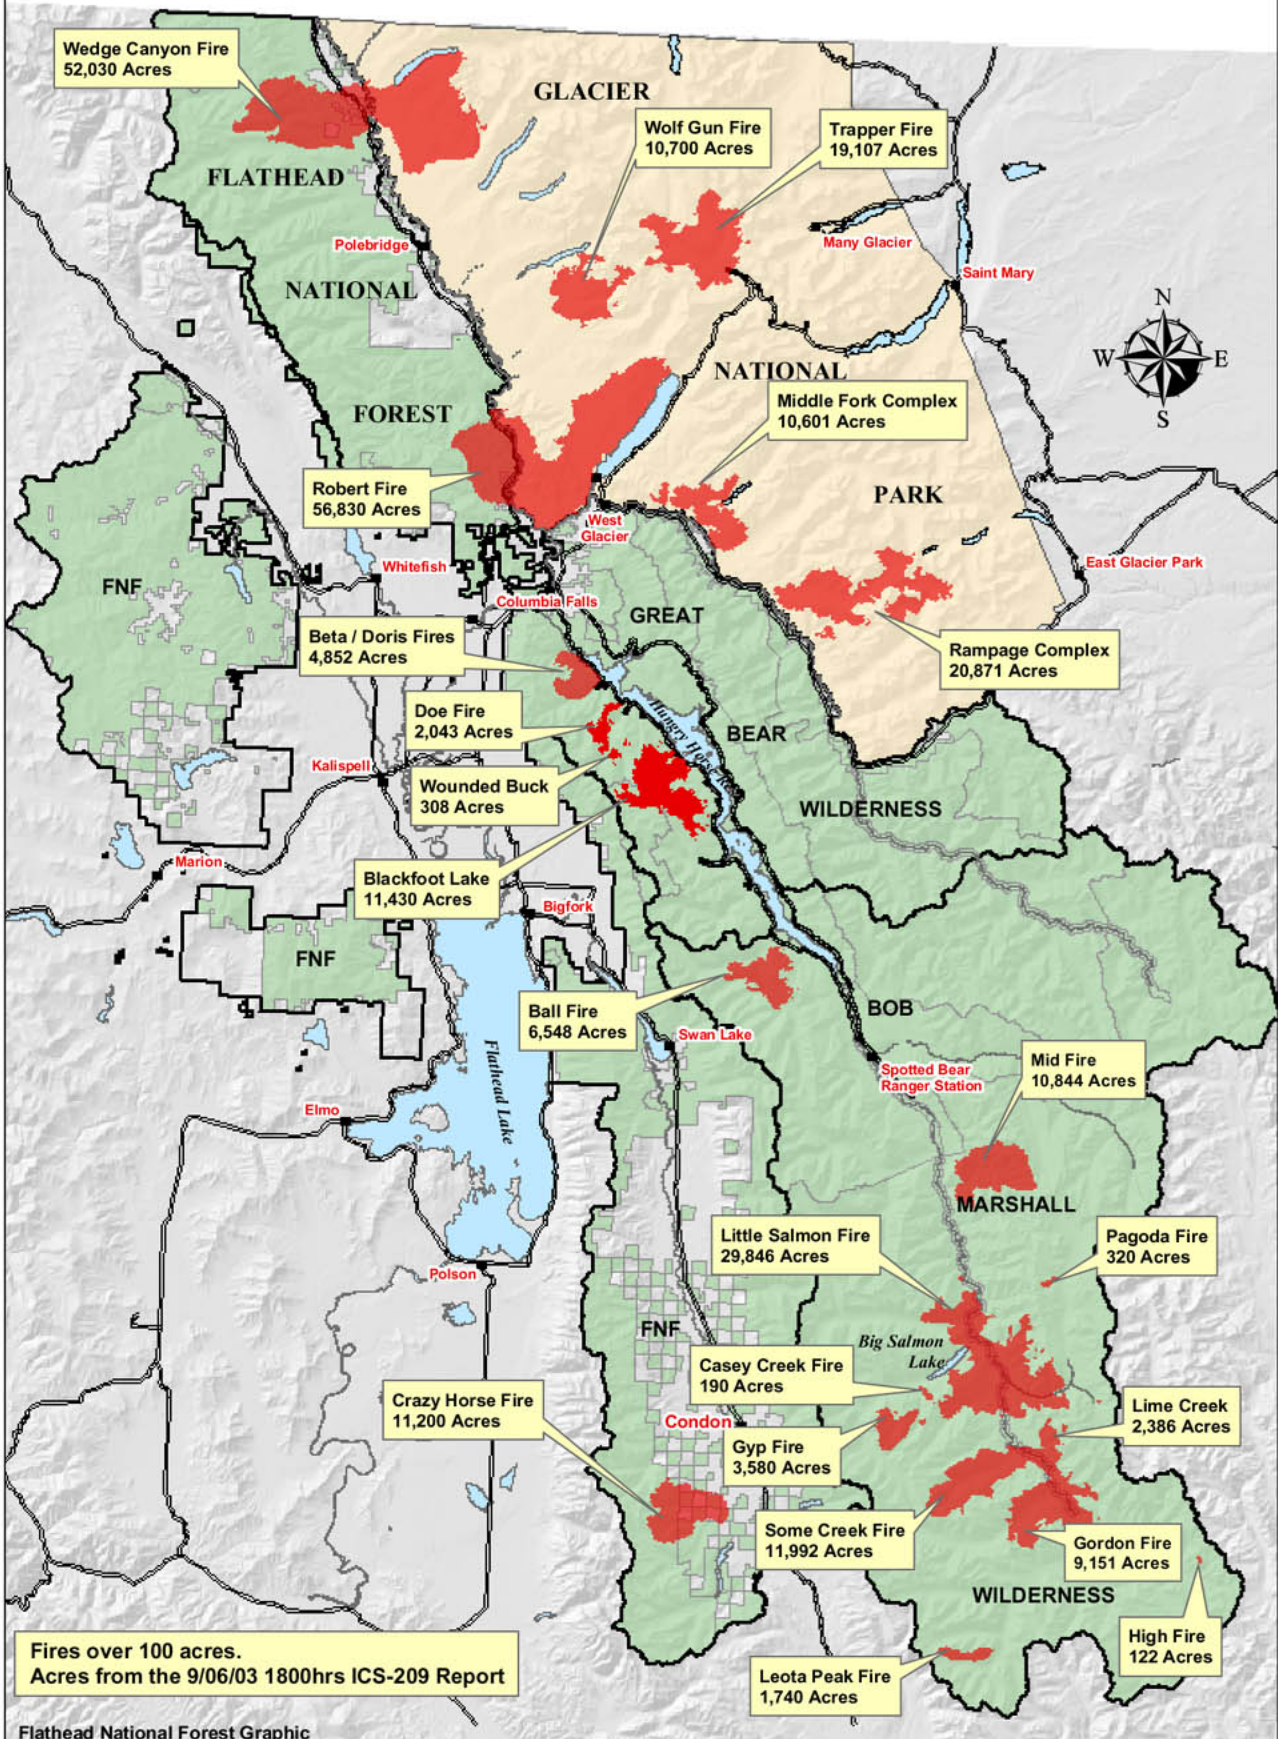 Wedge Canyon Fire
52,030 Acres
GLACIER
Wolf Gun Fire
10,700 Acres
Trapper Fire
19,107 Acres
FLATHEAD
Polebridge
Many Glacier
Saint Mary
NATIONAL
N
W
E
S
NATIONAL
Middle Fork Complex
10,601 Acres
FOREST
Robert Fire
56,830 Acres
PARK
West
Glacier
Whitefish
East Glacier Park
FNF
Columbia Falls
GREAT
Beta / Doris Fires
4,852 Acres
Rampage Complex
20,871 Acres
Doe Fire
2,043 Acres
Hungry Horse
BEAR
Kalispell
Wounded Buck
308 Acres
WILDERNESS
Marion
Blackfoot Lake
11,430 Acres
Bigfork
FNF
Ball Fire
6,548 Acres
BOB
Swan Lake
Flathead Lake
Mid Fire
10,844 Acres
Spotted Bear
Ranger Station
Elmo
MARSHALL
Little Salmon Fire
29,846 Acres
Pagoda Fire
320 Acres
Polson
FNF
Big Salmon
Lake
Casey Creek Fire
190 Acres
Crazy Horse Fire
11,200 Acres
Lime Creek
2,386 Acres
Condon
Gyp Fire
3,580 Acres
Some Creek Fire
11,992 Acres
Gordon Fire
9,151 Acres
WILDERNESS
High Fire
122 Acres
Leota Peak Fire
1,740 Acres
Fires over 100 acres.
Acres from the 9/06/03 1800hrs ICS-209 Report
Flathead National Forest Graphic